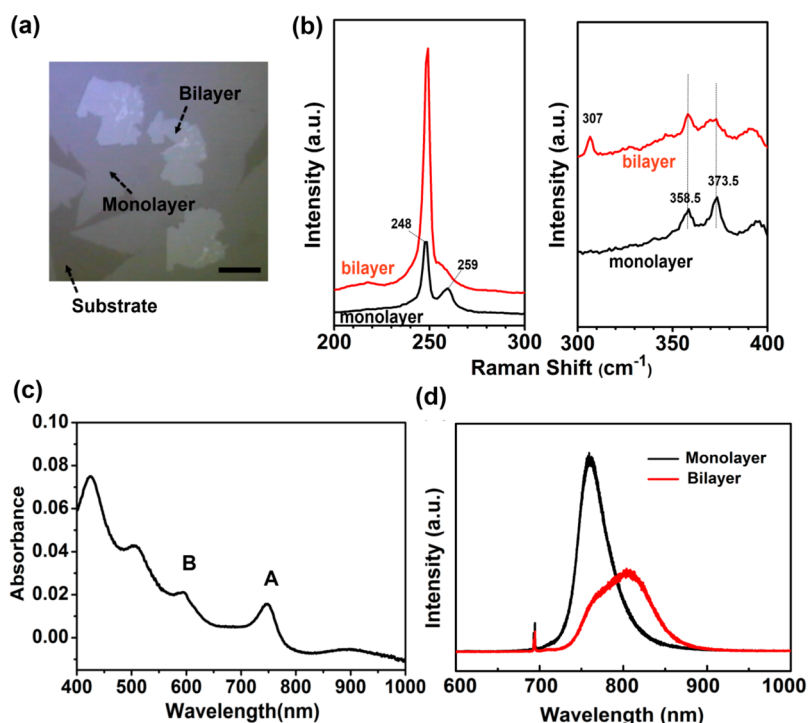 (a)
Bilayer
Monolayer
Substrate
(b)
Intensity (a.u.)
248
259
bilayer
monolayer
200 250 300
Intensity (a.u.)
307
bilayer
358.5
373.5
monolayer
300 350 400
Raman Shift (cm⁻¹)
(c)
Absorbance
0.10
0.08
0.06
0.04
0.02
0.00
B
A
400 500 600 700 800 900 1000
Wavelength(nm)
(d)
Intensity (a.u.)
Monolayer
Bilayer
600 700 800 900 1000
Wavelength (nm)